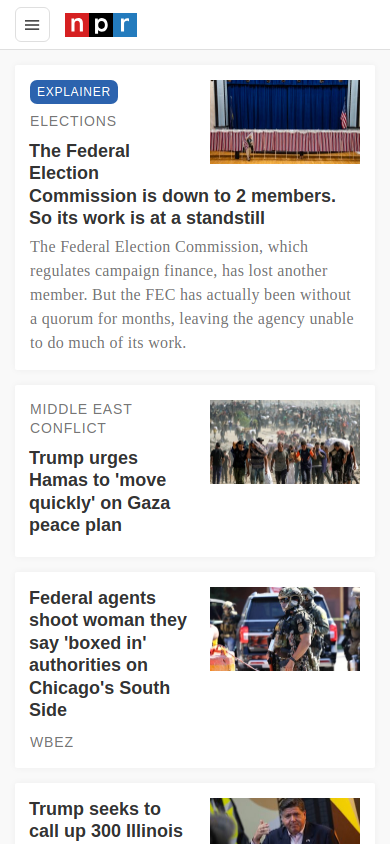 npr
EXPLAINER
ELECTIONS
The Federal
Election
Commission is down to 2 members.
So its work is at a standstill
The Federal Election Commission, which
regulates campaign finance, has lost another
member. But the FEC has actually been without
a quorum for months, leaving the agency unable
to do much of its work.
MIDDLE EAST
CONFLICT
Trump urges
Hamas to 'move
quickly' on Gaza
peace plan
Federal agents
shoot woman they
say 'boxed in'
authorities on
Chicago's South
Side
WBEZ
Trump seeks to
call up 300 Illinois